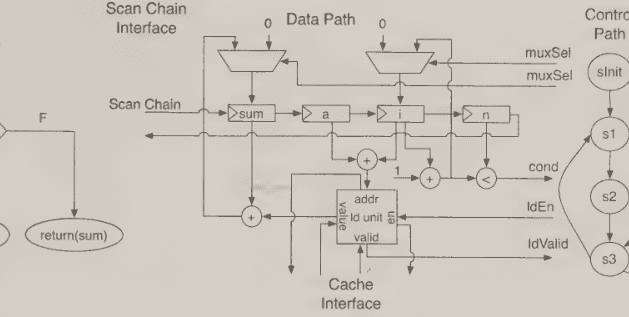 Scan Chain
Interface
Data Path
Control
Path
0
0
muxSel
muxSel
sInit
Scan Chain
sum
a
i
n
F
s1
+
1
+
<
cond
addr
value
ld unit
en
valid
+
ldEn
s2
return(sum)
ldValid
s3
Cache
Interface